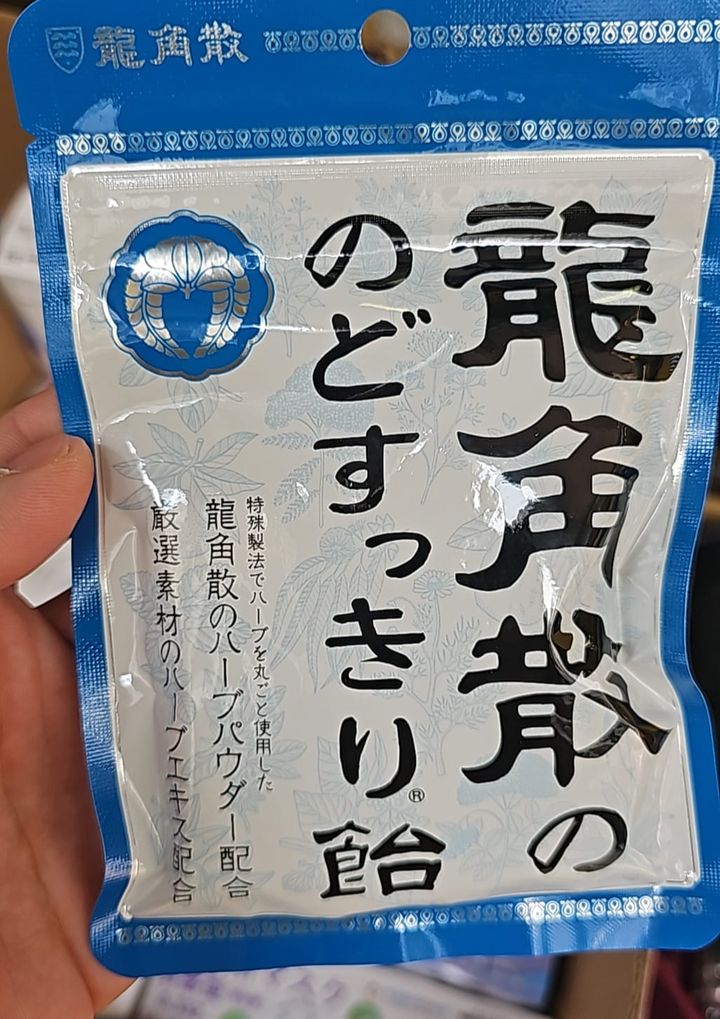 龍角散
龍角散の
のどすっきり飴®
特殊製法でハーブを丸ごと使用した
龍角散のハーブパウダー配合
厳選素材のハーブエキス配合